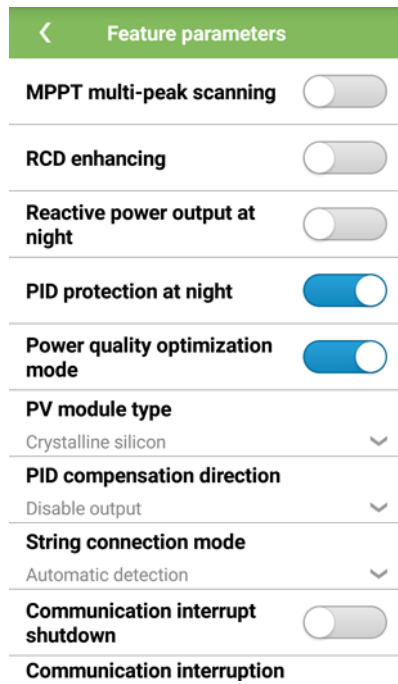 Feature parameters
MPPT multi-peak scanning
RCD enhancing
Reactive power output at
night
PID protection at night
Power quality optimization
mode
PV module type
Crystalline silicon
PID compensation direction
Disable output
String connection mode
Automatic detection
Communication interrupt
shutdown
Communication interruption